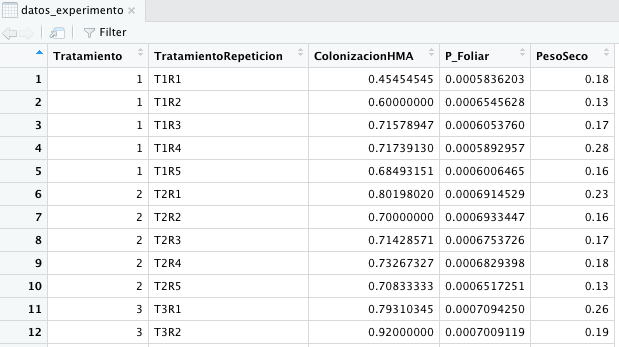 datos_experimento
Filter
Tratamiento TratamientoRepeticion ColonizacionHMA P_Foliar PesoSeco
1 1 T1R1 0.45454545 0.0005836203 0.18
2 1 T1R2 0.60000000 0.0006545628 0.13
3 1 T1R3 0.71578947 0.0006053760 0.17
4 1 T1R4 0.71739130 0.0005892957 0.28
5 1 T1R5 0.68493151 0.0006006465 0.16
6 2 T2R1 0.80198020 0.0006914529 0.23
7 2 T2R2 0.70000000 0.0006933447 0.16
8 2 T2R3 0.71428571 0.0006753726 0.17
9 2 T2R4 0.73267327 0.0006829398 0.18
10 2 T2R5 0.70833333 0.0006517251 0.13
11 3 T3R1 0.79310345 0.0007094250 0.26
12 3 T3R2 0.92000000 0.0007009119 0.19